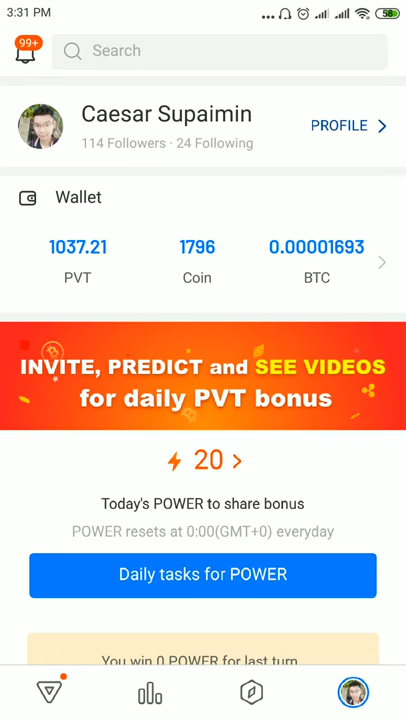 3:31 PM
58
99+
Search
Caesar Supaimin
114 Followers · 24 Following
PROFILE
Wallet
1037.21
1796
0.00001693
PVT
Coin
BTC
INVITE, PREDICT and SEE VIDEOS
for daily PVT bonus
20
Today's POWER to share bonus
POWER resets at 0:00(GMT+0) everyday
Daily tasks for POWER
You win 0 POWER for last turn